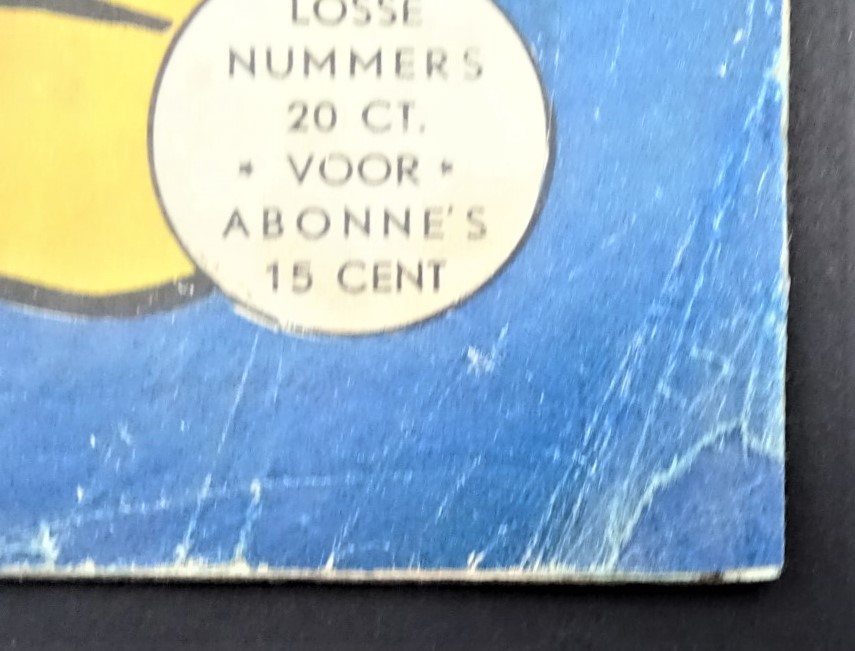 LOSSE
NUMMERS
20 CT.
* VOOR *
ABONNE'S
15 CENT